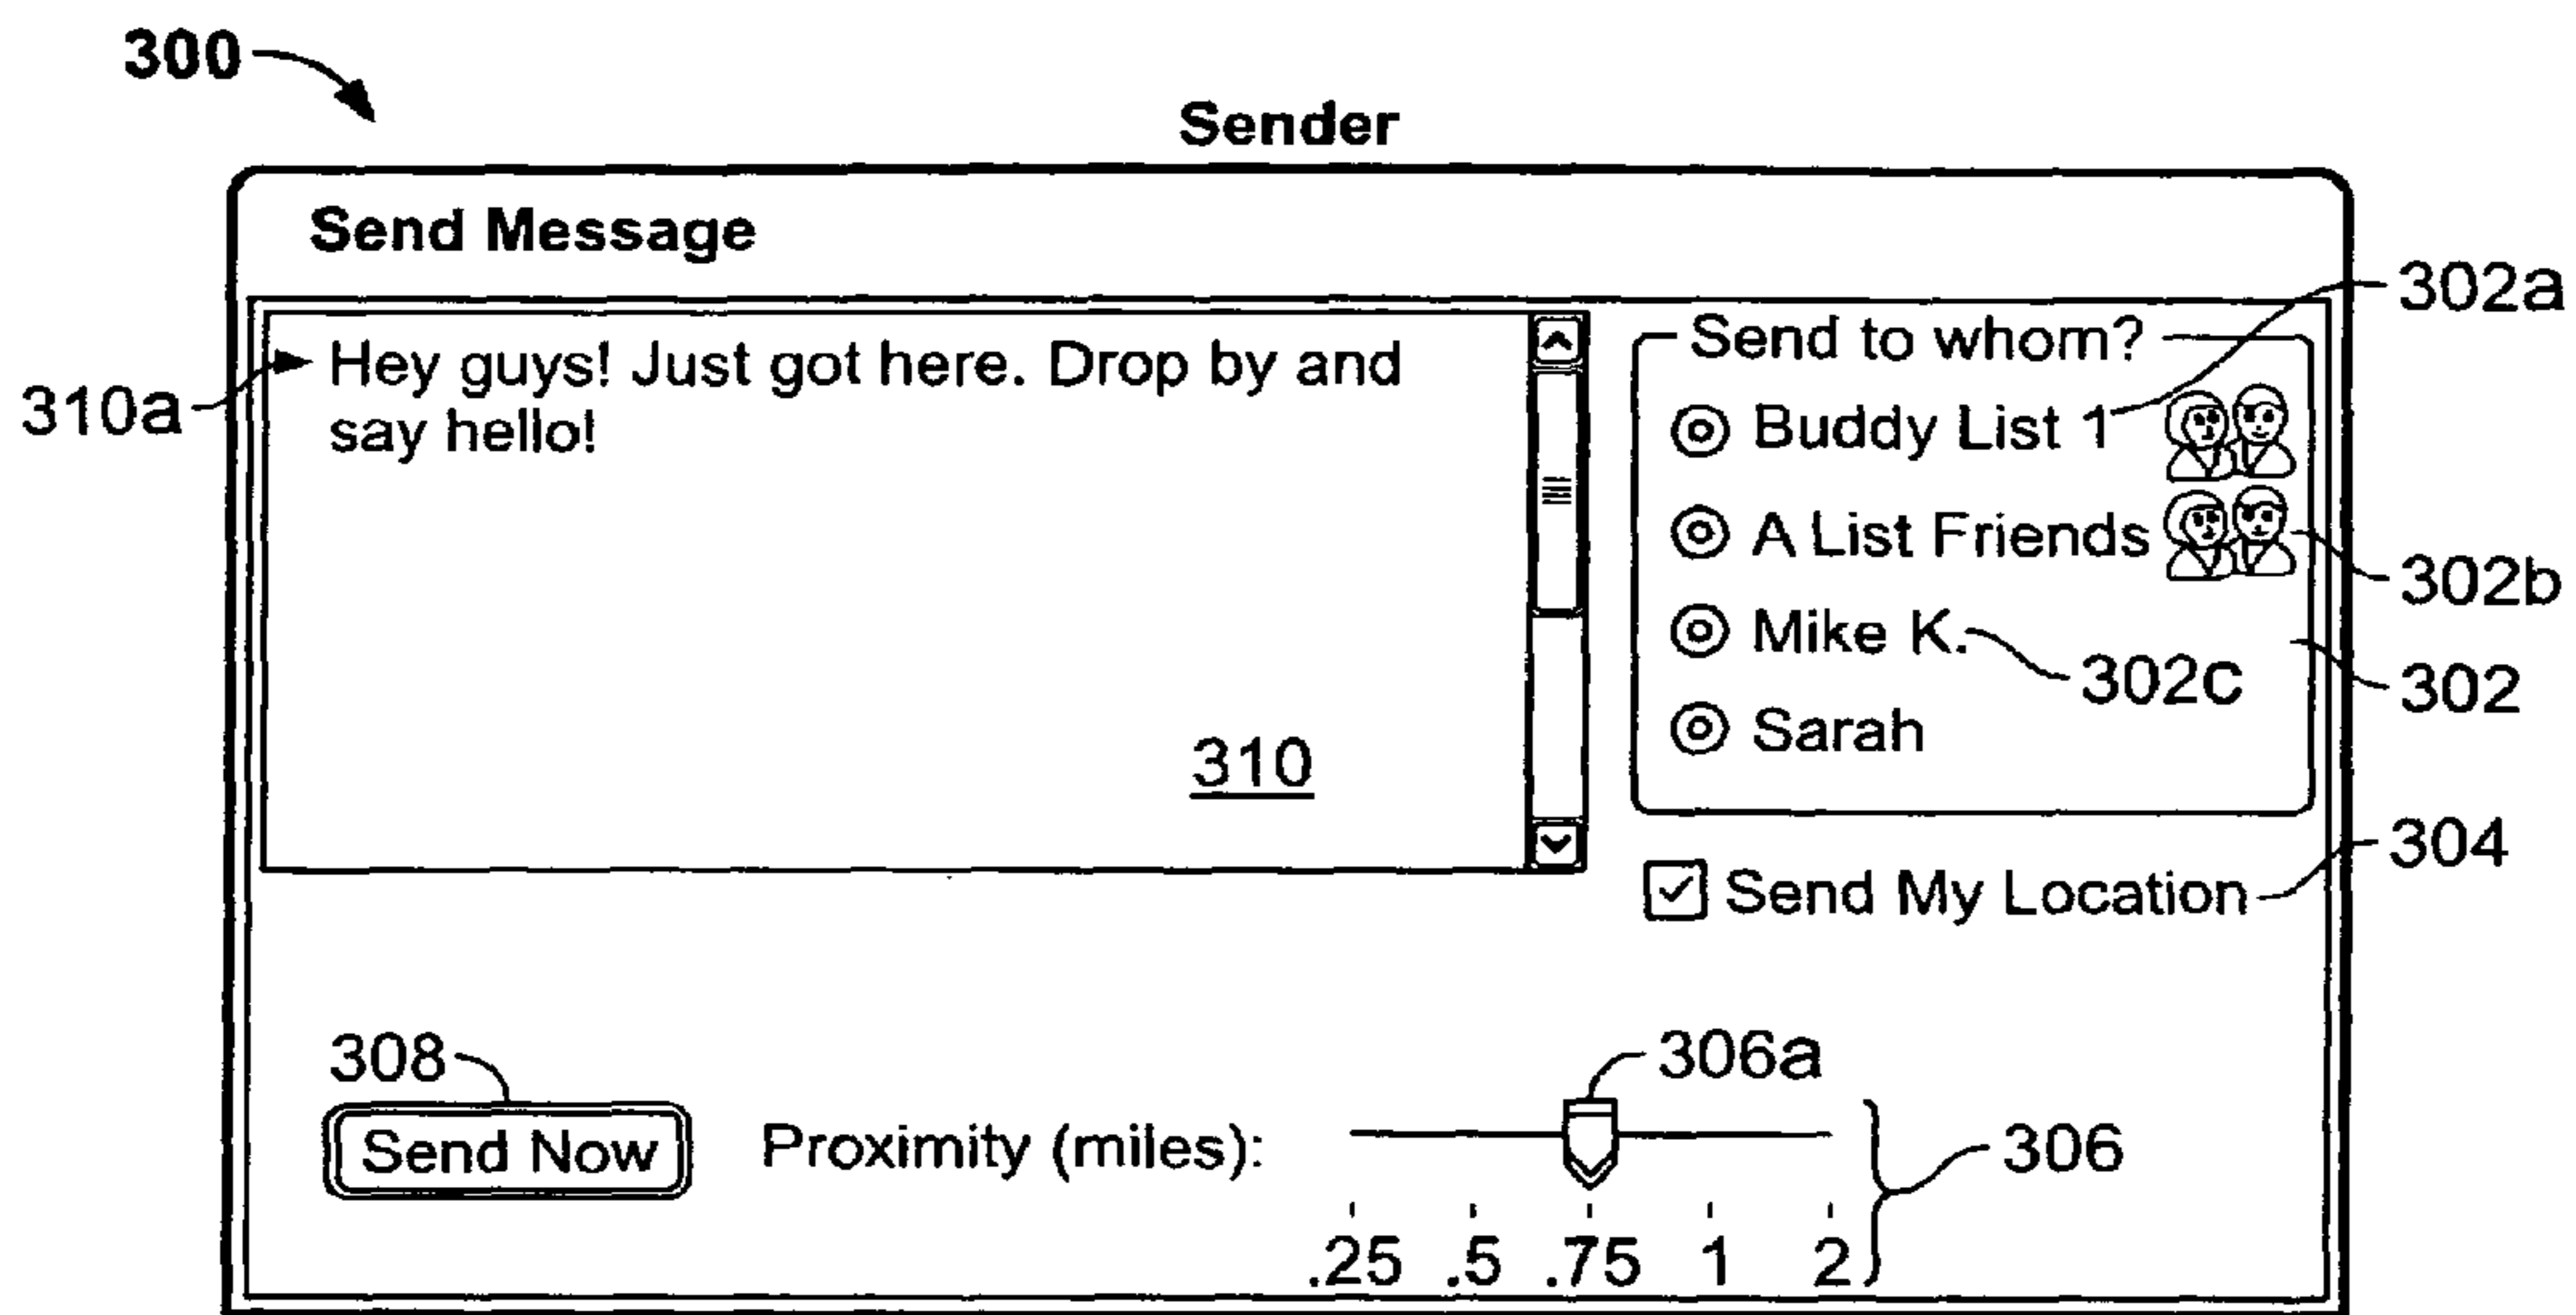 300
Sender
Send Message
302a
310a
Hey guys! Just got here. Drop by and
say hello!
310
Send to whom?
Buddy List 1
A List Friends
302b
Mike K.
302c
302
Sarah
304
Send My Location
308
Send Now
Proximity (miles):
306a
306
.25 .5 .75 1 2